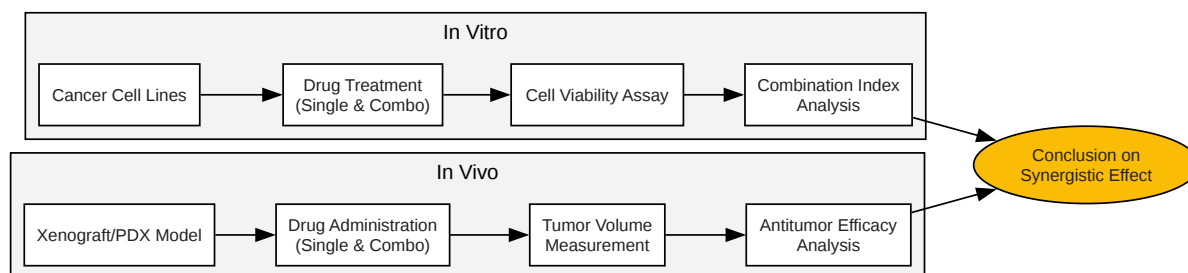 In Vitro
Cancer Cell Lines
Drug Treatment
(Single & Combo)
Cell Viability Assay
Combination Index
Analysis
Conclusion on
Synergistic Effect
In Vivo
Xenograft/PDX Model
Drug Administration
(Single & Combo)
Tumor Volume
Measurement
Antitumor Efficacy
Analysis